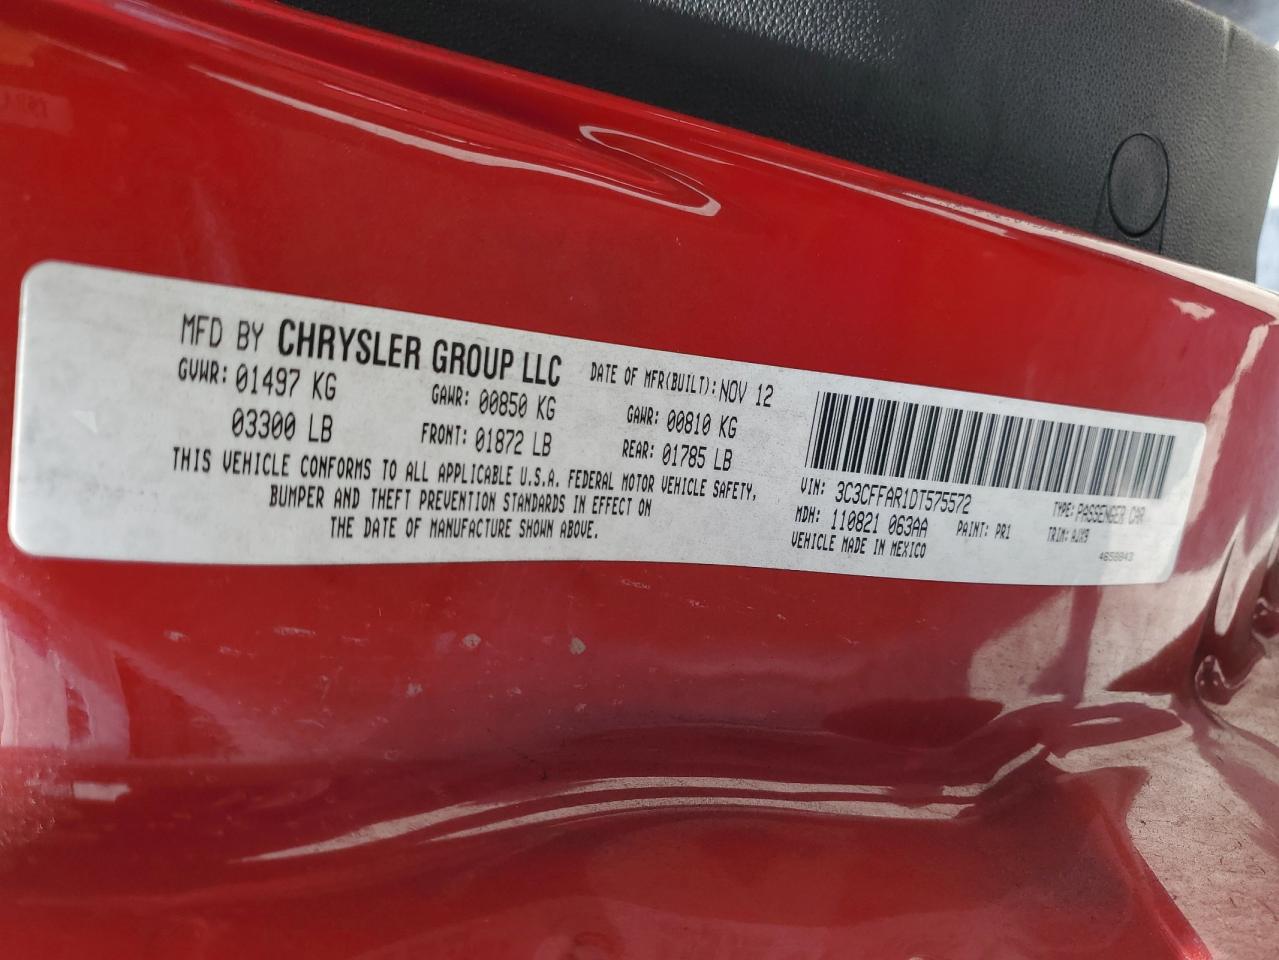 MFD BY CHRYSLER GROUP LLC DATE OF MFR(BUILT): NOV 12
GVWR: 01497 KG GAWR: 00850 KG GAWR: 00810 KG
03300 LB FRONT: 01872 LB REAR: 01785 LB
THIS VEHICLE CONFORMS TO ALL APPLICABLE U.S.A. FEDERAL MOTOR VEHICLE SAFETY,
BUMPER AND THEFT PREVENTION STANDARDS IN EFFECT ON
THE DATE OF MANUFACTURE SHOWN ABOVE.
VIN: 3C3CFFAR1DT575572 TYPE: PASSENGER CAR
MDH: 110821 063AA PAINT: PR1 TRIM: AJX9
VEHICLE MADE IN MEXICO